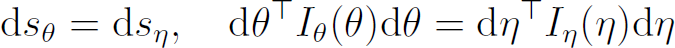 ds_θ = ds_η, dθ^⊤ I_θ(θ)dθ = dη^⊤ I_η(η)dη